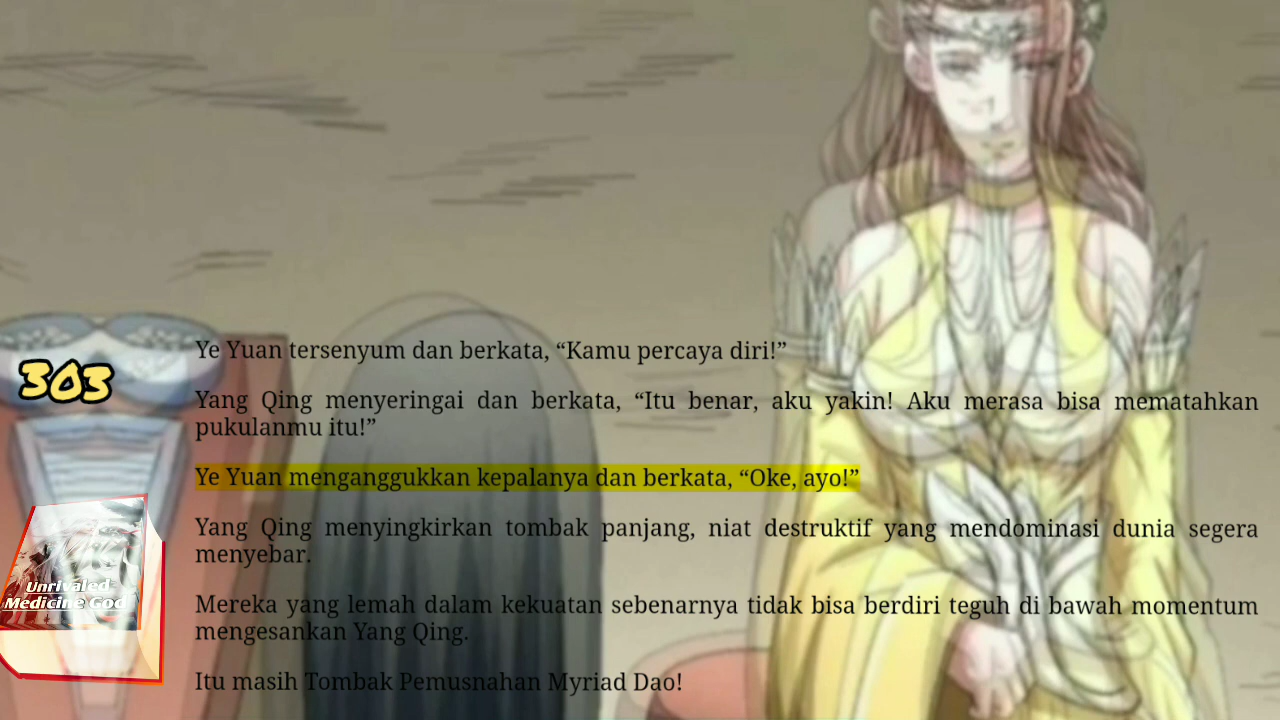 Ye Yuan tersenyum dan berkata, “Kamu percaya diri!”
303
Yang Qing menyeringai dan berkata, “Itu benar, aku yakin! Aku merasa bisa mematahkan
pukulanmu itu!”
Ye Yuan menganggukkan kepalanya dan berkata, “Oke, ayo!”
Yang Qing menyingkirkan tombak panjang, niat destruktif yang mendominasi dunia segera
menyebar.
Unrivaled
Medicine God
Mereka yang lemah dalam kekuatan sebenarnya tidak bisa berdiri teguh di bawah momentum
mengesankan Yang Qing.
Itu masih Tombak Pemusnahan Myriad Dao!